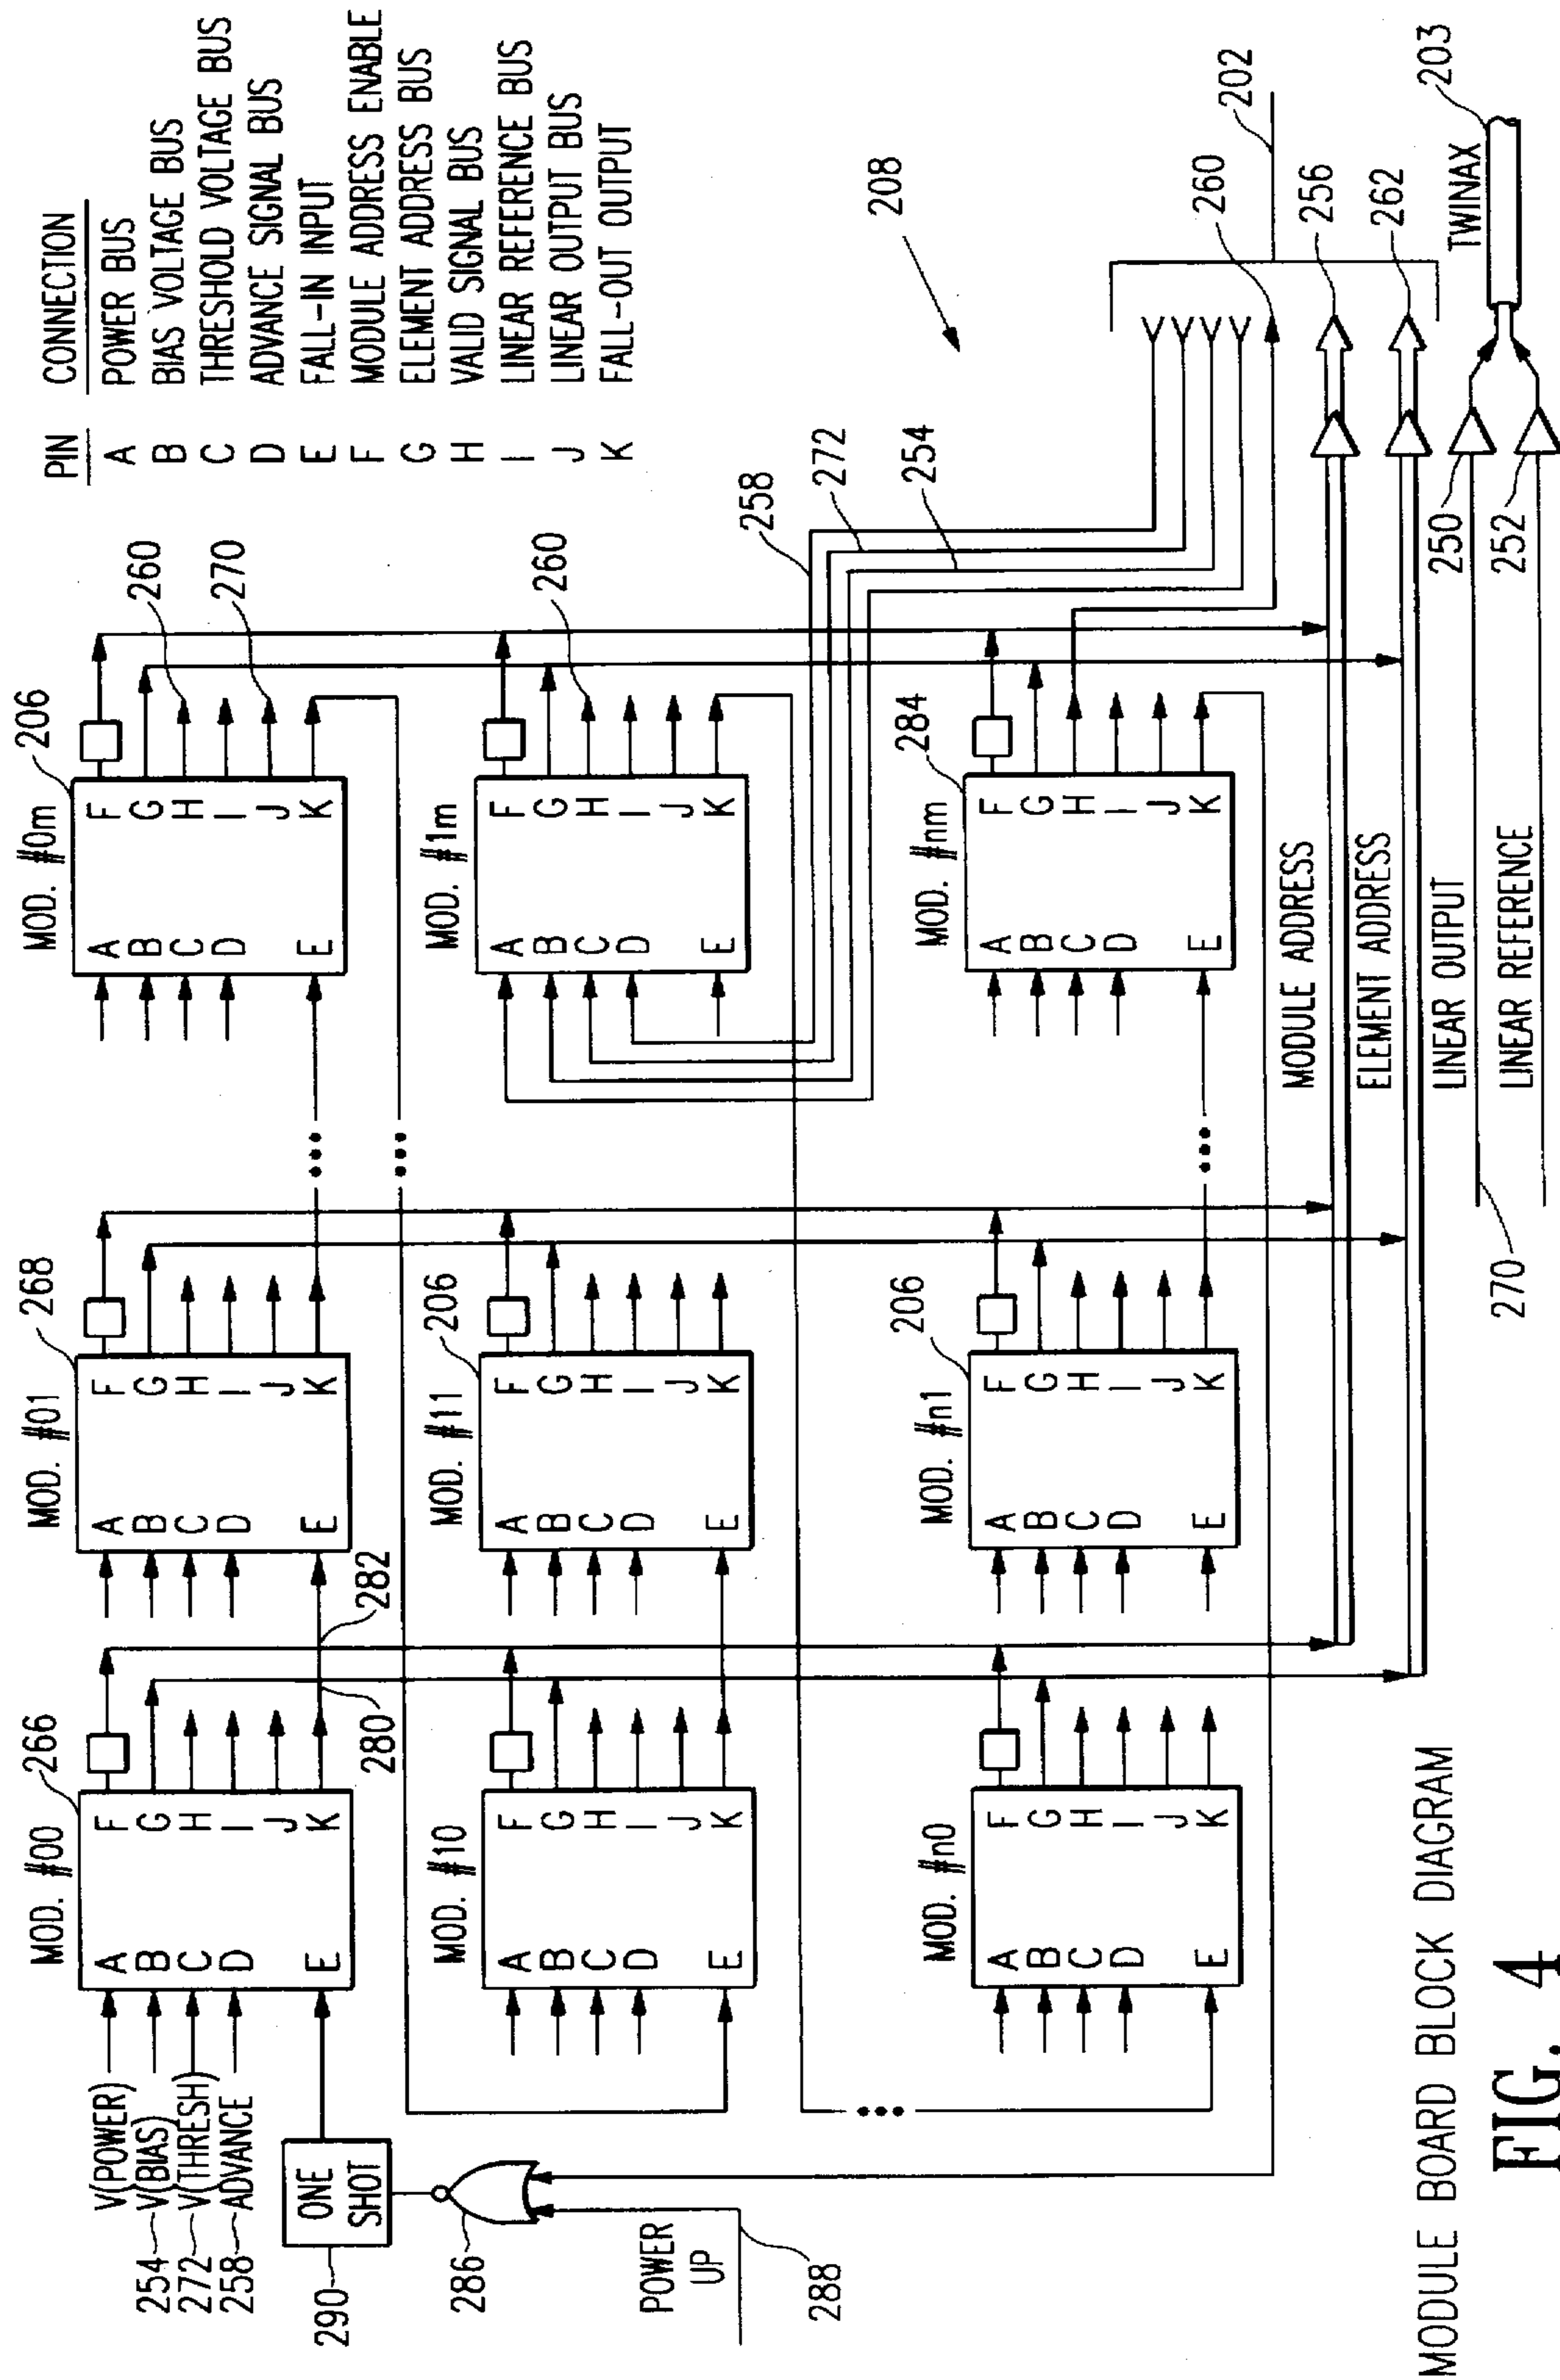 PIN CONNECTION
A POWER BUS
B BIAS VOLTAGE BUS
C THRESHOLD VOLTAGE BUS
D ADVANCE SIGNAL BUS
E FALL-IN INPUT
F MODULE ADDRESS ENABLE
G ELEMENT ADDRESS BUS
H VALID SIGNAL BUS
I LINEAR REFERENCE BUS
J LINEAR OUTPUT BUS
K FALL-OUT OUTPUT
MOD. #00 266
MOD. #01 268
MOD. #0m 206
V(POWER) A F
254 V(BIAS) B G
272 V(THRESH) C H
258 ADVANCE D I
J
E K
A F
B G
C H
D I
J
E K
A F
B G
C H 260
D I
J 270
E K
280
282
290 ONE
SHOT
286
POWER
UP
288
MOD. #10
A F
B G
C H
D I
J
E K
MOD. #11 206
A F
B G
C H
D I
J
E K
MOD. #1m
A F
B G
C H 260
D I
J
E K
258
272
254
208
MOD. #n0
A F
B G
C H
D I
J
E K
MOD. #n1 206
A F
B G
C H
D I
J
E K
MOD. #nm 284
A F
B G
C H
D I
J
E K
202
260
MODULE ADDRESS 256
ELEMENT ADDRESS 262
LINEAR OUTPUT 250
270
LINEAR REFERENCE 252
TWINAX 203
MODULE BOARD BLOCK DIAGRAM
FIG. 4